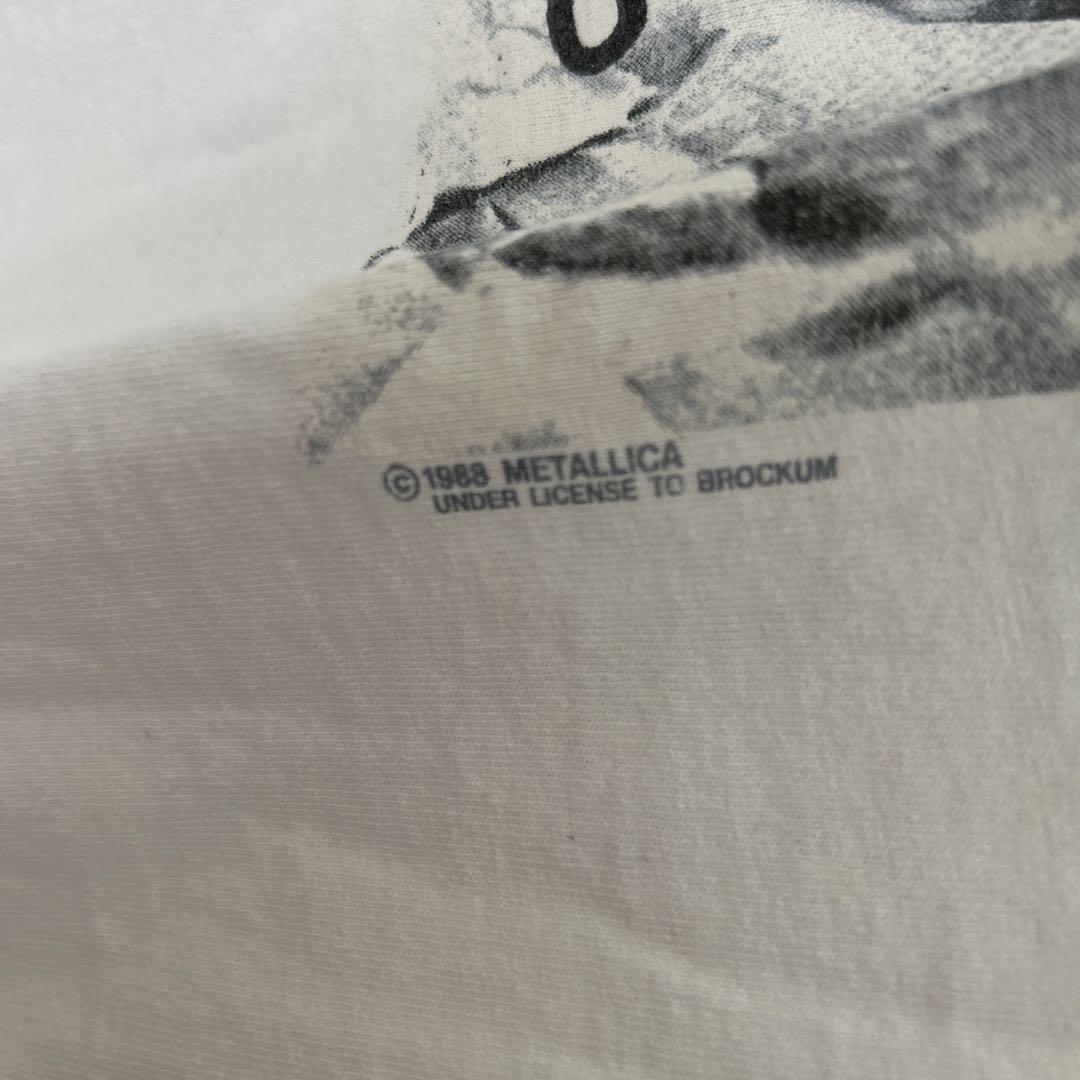 ©1988 METALLICA
UNDER LICENSE TO BROCKUM